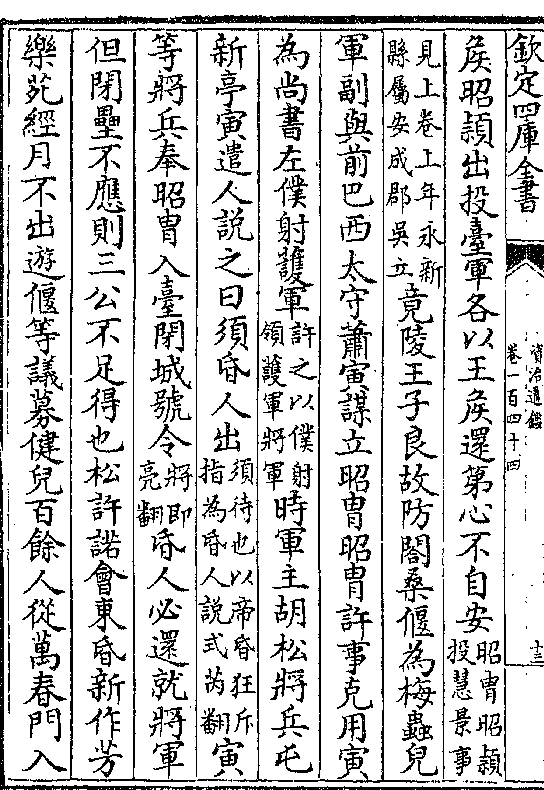 欽定四庫全書
資治通鑑
卷一百四十四
十三
矦昭頴出投臺軍各以王矦還第心不自安昭胄昭頴投慧景事
見上卷上年永新縣屬安成郡吳立竟陵王子良故防閤桑偃為梅蟲兒
軍副與前巴西太守蕭寅謀立昭胄昭胄許事克用寅
為尚書左僕射護軍許之以僕射領護軍將軍時軍主胡松將兵屯
新亭寅遣人說之曰須昏人出須待也以帝昏狂斥指為昏人說式芮翻寅
等將兵奉昭胄入臺閉城號令將即亮翻昏人必還就將軍
但閉壘不應則三公不足得也松許諾會東昏新作芳
樂苑經月不出遊偃等議募健兒百餘人從萬春門入